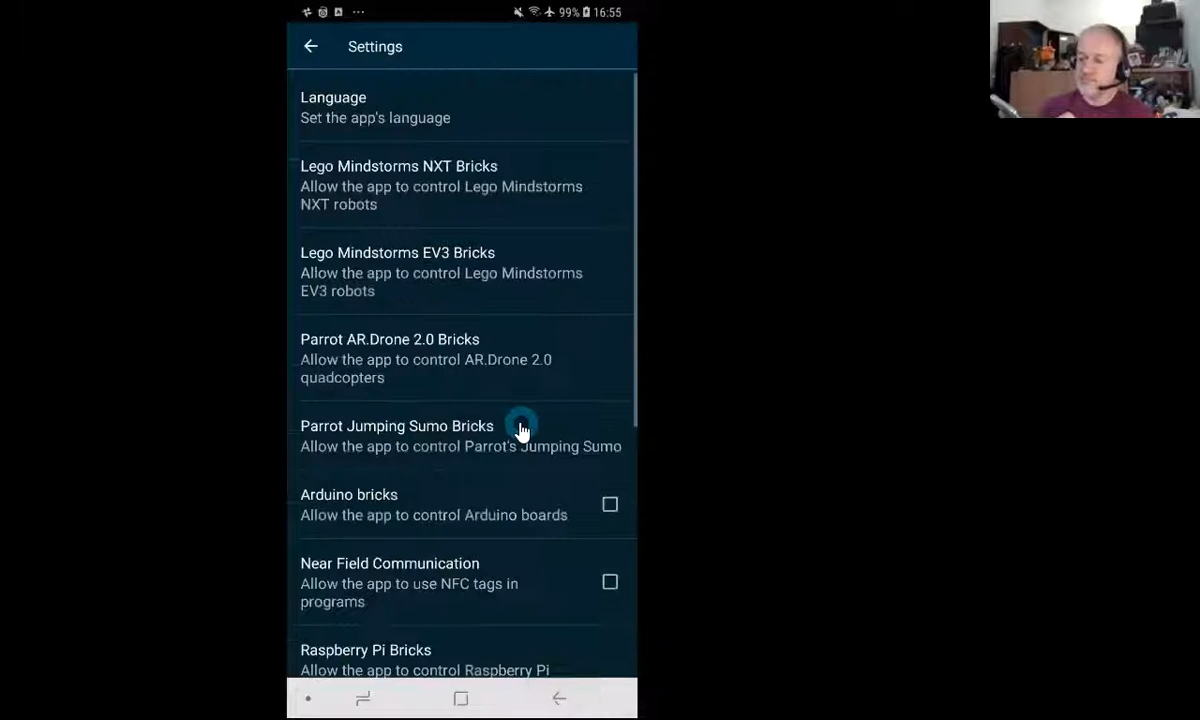 99% 16:55
Settings
Language
Set the app's language
Lego Mindstorms NXT Bricks
Allow the app to control Lego Mindstorms
NXT robots
Lego Mindstorms EV3 Bricks
Allow the app to control Lego Mindstorms
EV3 robots
Parrot AR.Drone 2.0 Bricks
Allow the app to control AR.Drone 2.0
quadcopters
Parrot Jumping Sumo Bricks
Allow the app to control Parrot's Jumping Sumo
Arduino bricks
Allow the app to control Arduino boards
Near Field Communication
Allow the app to use NFC tags in
programs
Raspberry Pi Bricks
Allow the app to control Raspberry Pi